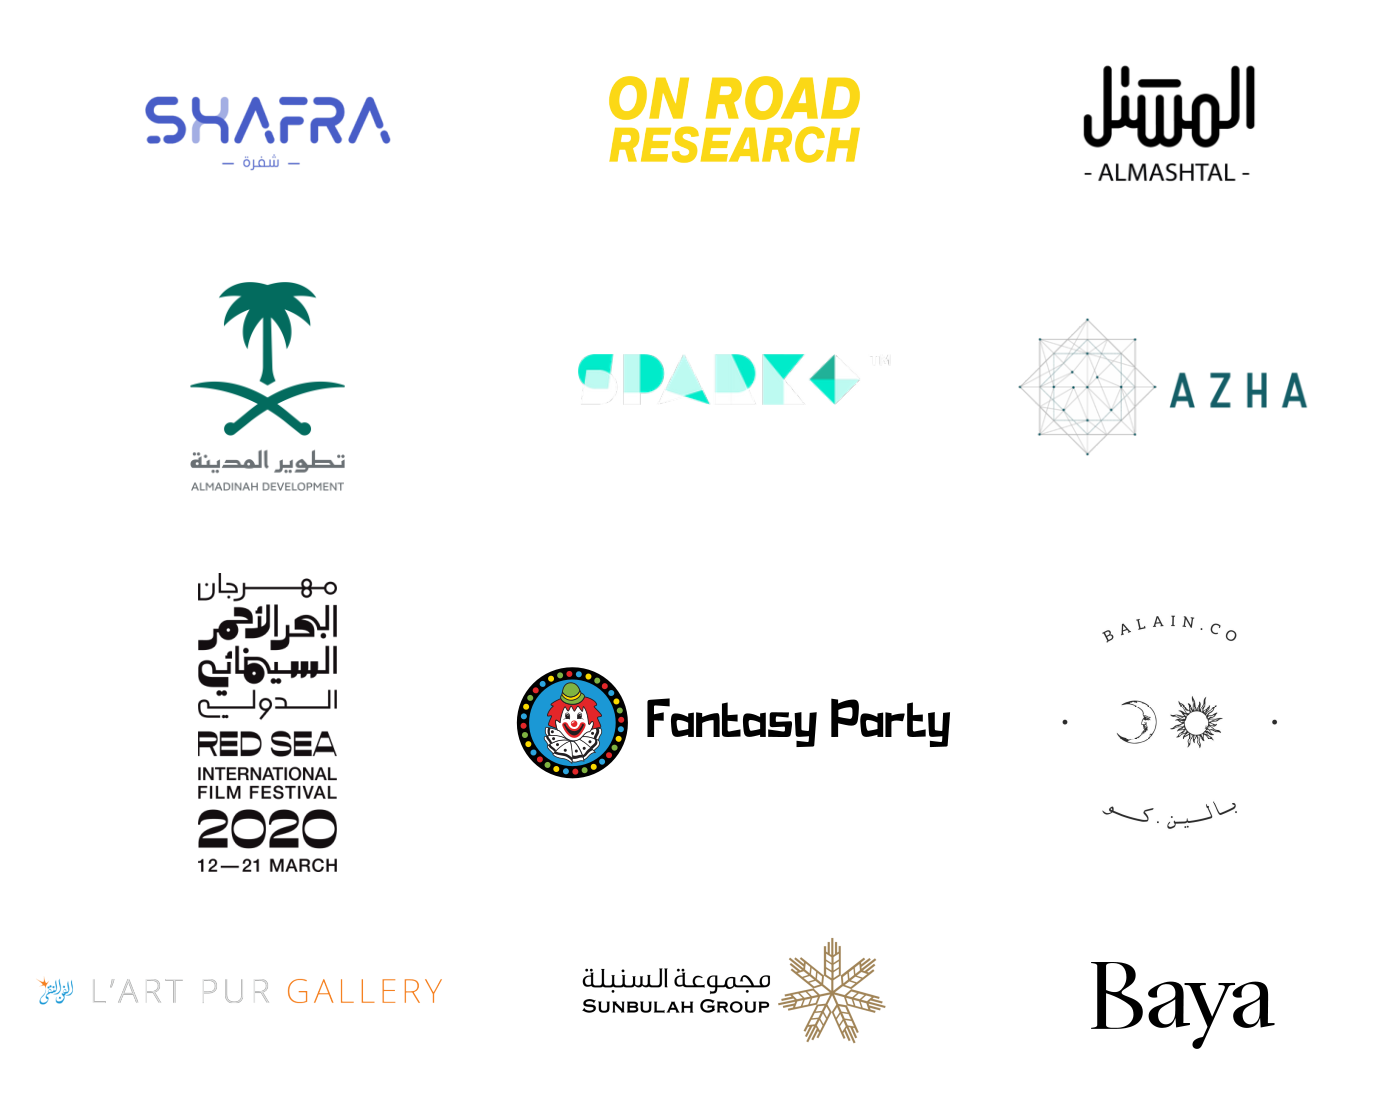 SHAFRA
– شفرة –
ON ROAD
RESEARCH
المشتل
- ALMASHTAL -
تطوير المدينة
ALMADINAH DEVELOPMENT
SPARK
TM
AZHA
مهرجان
البحر الأحمر
السينمائي
الدولي
RED SEA
INTERNATIONAL
FILM FESTIVAL
2020
12—21 MARCH
Fantasy Party
BALAIN.CO
بالين.كو
L'ART PUR GALLERY
مجموعة السنبلة
SUNBULAH GROUP
Baya